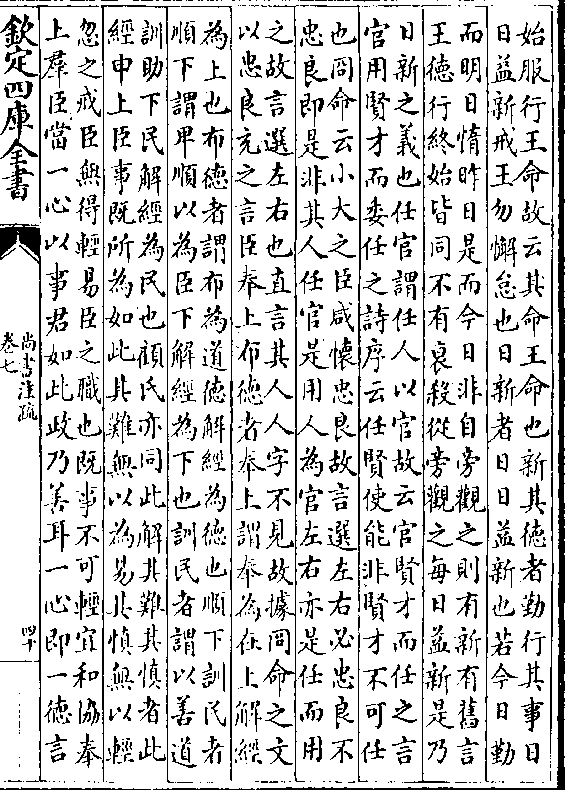 始服行王命故云其命王命也新其德者勤行其事日
日益新戒王勿懈怠也日新者日日益新也若今日勤
而明日惰昨日是而今日非自旁觀之則有新有舊言
王德行終始皆同不有衰殺從旁觀之每日益新是乃
日新之義也任官謂任人以官故云官賢才而任之言
官用賢才而委任之詩序云任賢使能非賢才不可任
也冏命云小大之臣咸懷忠良故言選左右必忠良不
忠良即是非其人任官是用人為官左右亦是任而用
之故言選左右也直言其人人字不見故據冏命之文
以忠良充之言臣奉上布德者奉上謂奉為在上解經
為上也布德者謂布為道德解經為德也順下訓民者
順下謂卑順以為臣下解經為下也訓民者謂以善道
訓助下民解經為民也顧氏亦同此解其難其慎者此
經申上臣事既所為如此其難無以為易其慎無以輕
忽之戒臣無得輕易臣之職也既事不可輕宜和協奉
上羣臣當一心以事君如此政乃善耳一心即一德言
欽定四庫全書
尚書注疏
卷七
四十